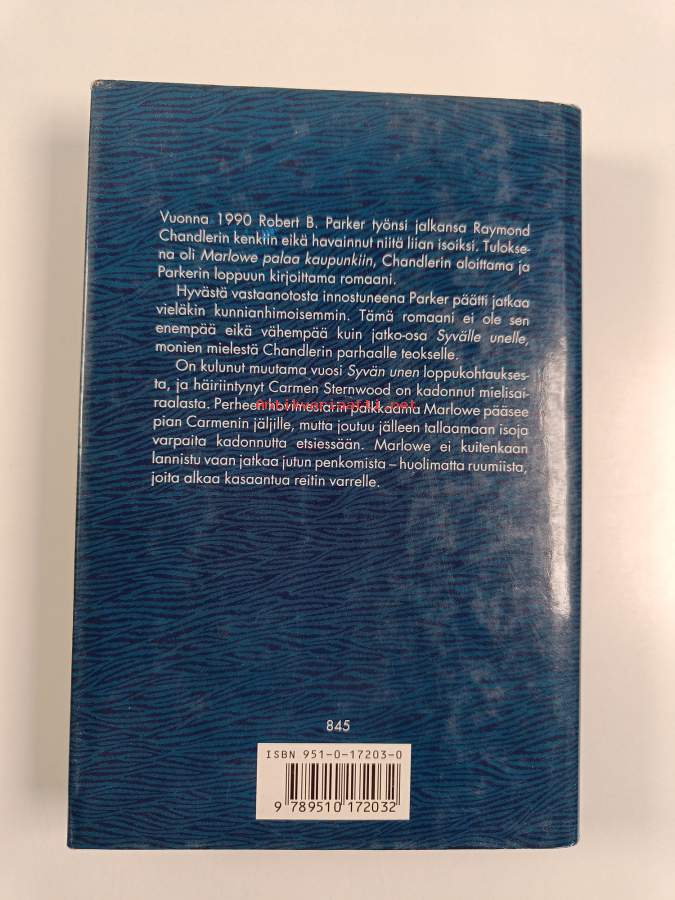 Vuonna 1990 Robert B. Parker työnsi jalkansa Raymond
Chandlerin kenkiin eikä havainnut niitä liian isoiksi. Tulokse-
na oli Marlowe palaa kaupunkiin, Chandlerin aloittama ja
Parkerin loppuun kirjoittama romaani.
Hyvästä vastaanotosta innostuneena Parker päätti jatkaa
vieläkin kunnianhimoisemmin. Tämä romaani ei ole sen
enempää eikä vähempää kuin jatko-osa Syvälle unelle,
monien mielestä Chandlerin parhaalle teokselle.
On kulunut muutama vuosi Syvän unen loppukohtaukses-
ta, ja häiriintynyt Carmen Sternwood on kadonnut mielisai-
raalasta. Perheen hovimestarin palkkaama Marlowe pääsee
pian Carmenin jäljille, mutta joutuu jälleen tallaamaan isoja
varpaita kadonnutta etsiessään. Marlowe ei kuitenkaan
lannistu vaan jatkaa jutun penkomista – huolimatta ruumiista,
joita alkaa kasaantua reitin varrelle.
845
ISBN 951-0-17203-0
9 789510 172032